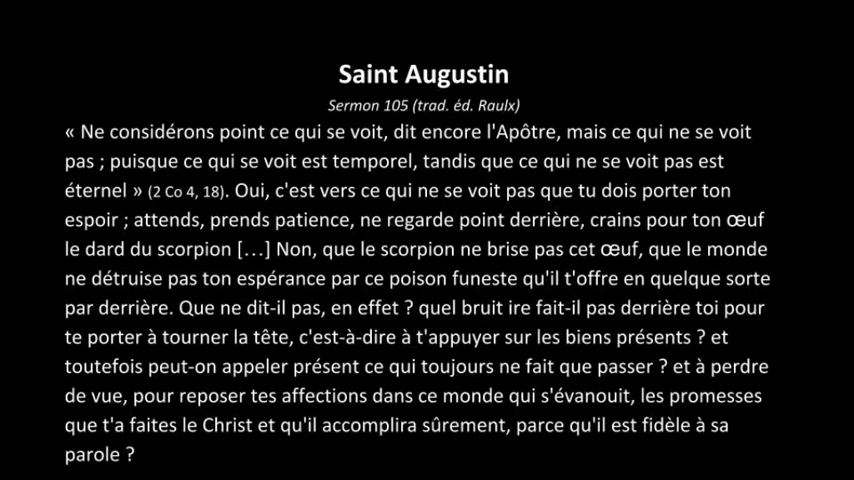 Saint Augustin
Sermon 105 (trad. éd. Raulx)
« Ne considérons point ce qui se voit, dit encore l'Apôtre, mais ce qui ne se voit
pas ; puisque ce qui se voit est temporel, tandis que ce qui ne se voit pas est
éternel » (2 Co 4, 18). Oui, c'est vers ce qui ne se voit pas que tu dois porter ton
espoir ; attends, prends patience, ne regarde point derrière, crains pour ton œuf
le dard du scorpion […] Non, que le scorpion ne brise pas cet œuf, que le monde
ne détruise pas ton espérance par ce poison funeste qu'il t'offre en quelque sorte
par derrière. Que ne dit-il pas, en effet ? quel bruit ire fait-il pas derrière toi pour
te porter à tourner la tête, c'est-à-dire à t'appuyer sur les biens présents ? et
toutefois peut-on appeler présent ce qui toujours ne fait que passer ? et à perdre
de vue, pour reposer tes affections dans ce monde qui s'évanouit, les promesses
que t'a faites le Christ et qu'il accomplira sûrement, parce qu'il est fidèle à sa
parole ?